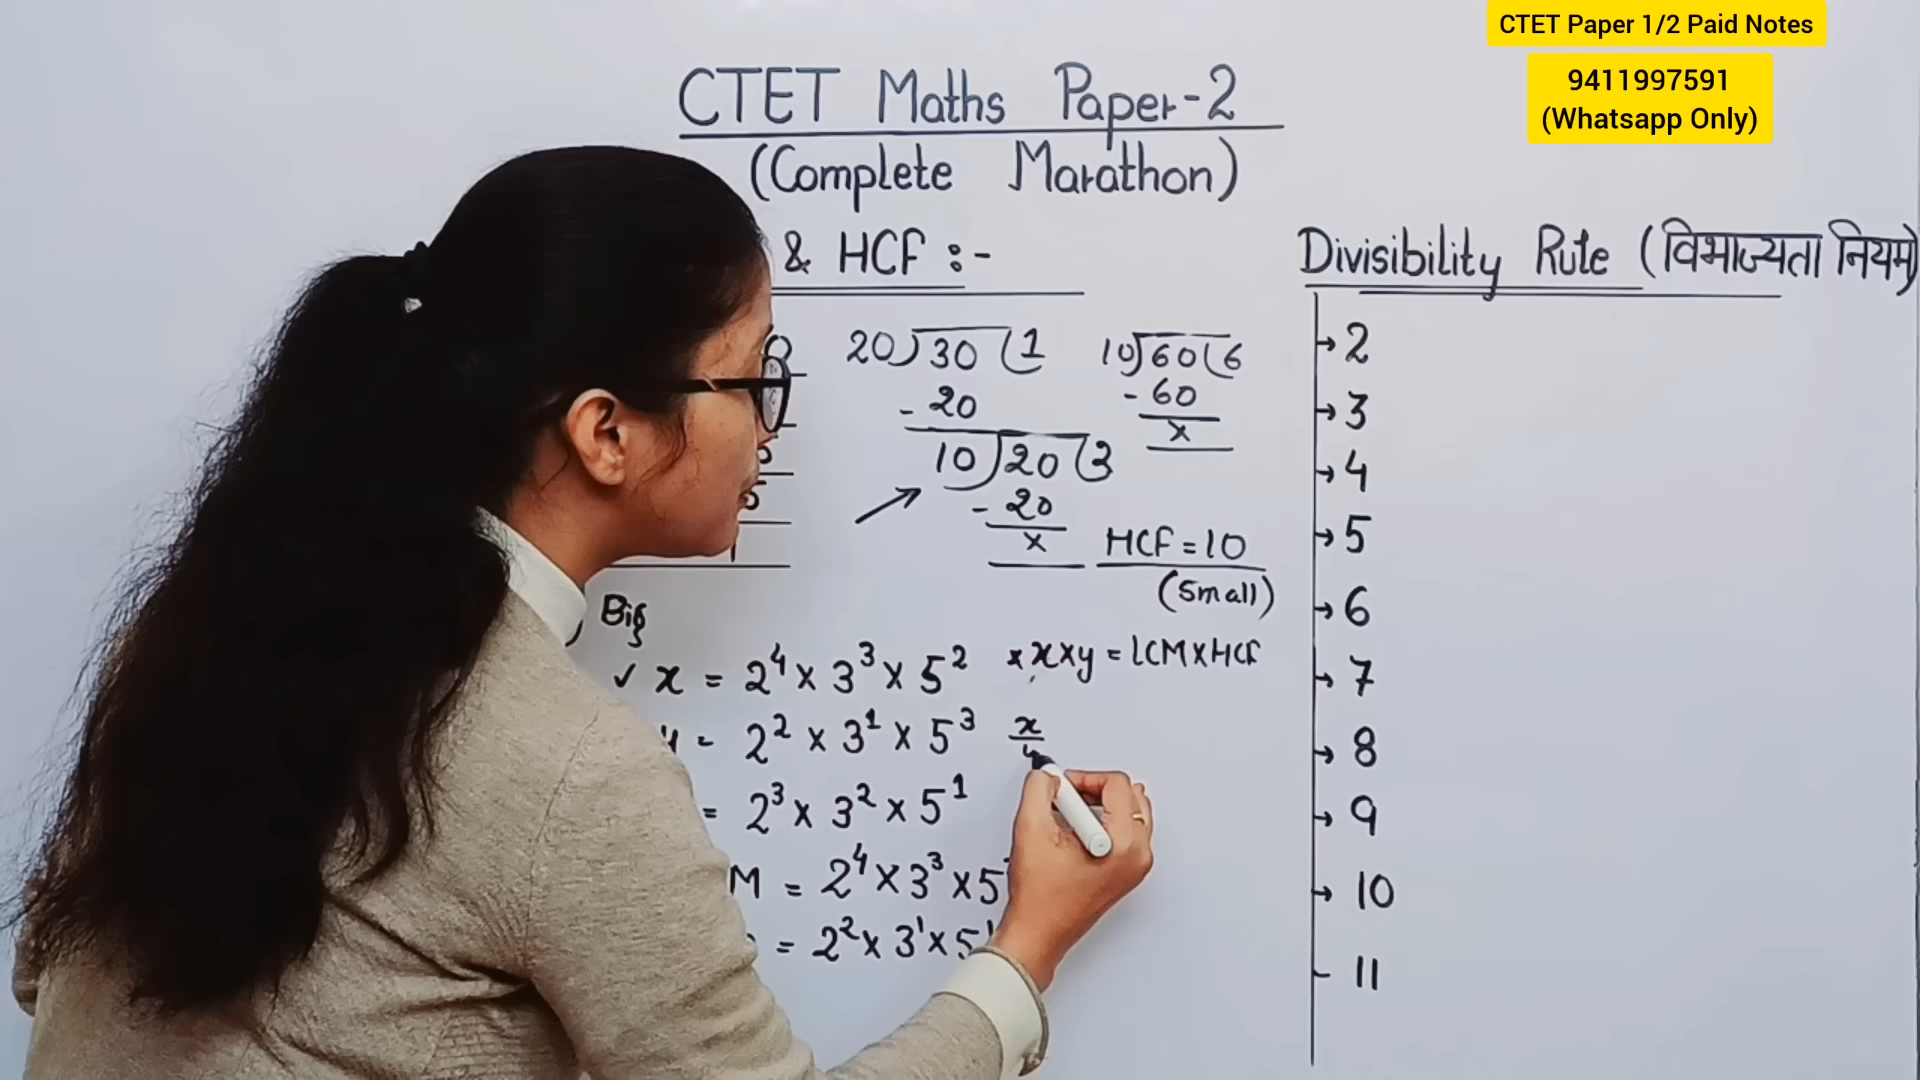 CTET Paper 1/2 Paid Notes
9411997591
(Whatsapp Only)
CTET Maths Paper-2
(Complete Marathon)
& HCF :-
20)30(1
- 20
10)20(2
- 20
x
10)60(6
- 60
x
HCF = 10
(Small)
Big
✓ x = 2⁴ × 3³ × 5²
y = 2² × 3¹ × 5³
= 2³ × 3² × 5¹
M = 2⁴ × 3³ × 5
= 2² × 3¹ × 5¹
* x × y = LCM × HCF
x
Divisibility Rule (विभाज्यता नियम)
→ 2
→ 3
→ 4
→ 5
→ 6
→ 7
→ 8
→ 9
→ 10
- 11